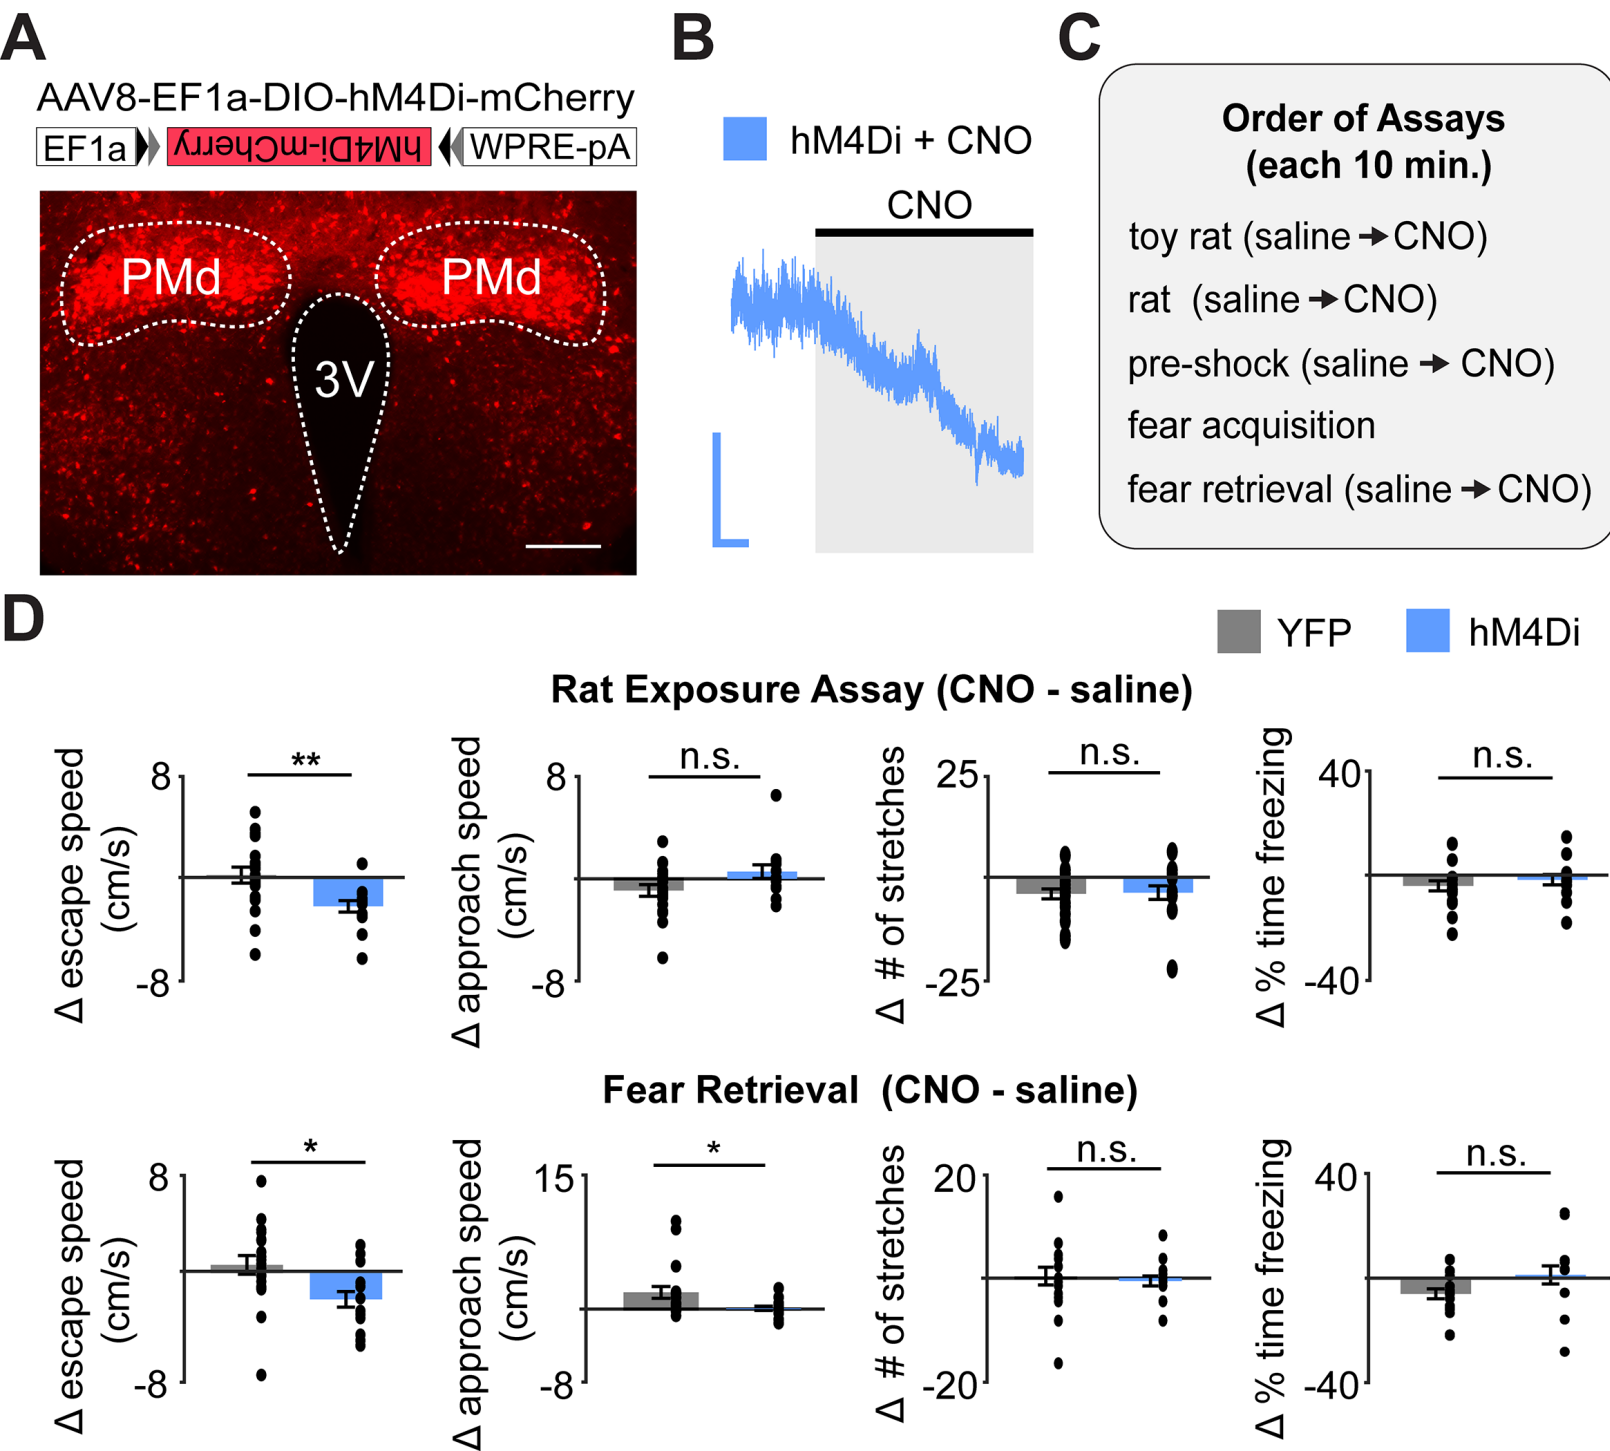 A
AAV8-EF1a-DIO-hM4Di-mCherry
EF1a
hM4Di-mCherry
WPRE-pA
PMd
PMd
3V
B
hM4Di + CNO
CNO
C
Order of Assays
(each 10 min.)
toy rat (saline → CNO)
rat (saline → CNO)
pre-shock (saline → CNO)
fear acquisition
fear retrieval (saline → CNO)
D
YFP
hM4Di
Rat Exposure Assay (CNO - saline)
Δ escape speed
(cm/s)
8
-8
**
Δ approach speed
(cm/s)
8
-8
n.s.
Δ # of stretches
25
-25
n.s.
Δ % time freezing
40
-40
n.s.
Fear Retrieval (CNO - saline)
Δ escape speed
(cm/s)
8
-8
*
Δ approach speed
(cm/s)
15
-8
*
Δ # of stretches
20
-20
n.s.
Δ % time freezing
40
-40
n.s.